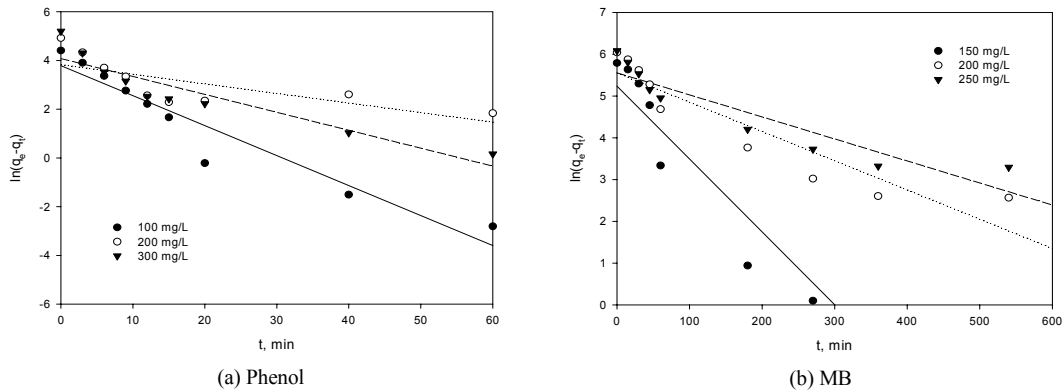 6
4
2
0
-2
-4
-6
ln(qe-qt)
100 mg/L
200 mg/L
300 mg/L
0 10 20 30 40 50 60
t, min
(a) Phenol
7
6
5
4
3
2
1
0
ln(qe-qt)
150 mg/L
200 mg/L
250 mg/L
0 100 200 300 400 500 600
t, min
(b) MB